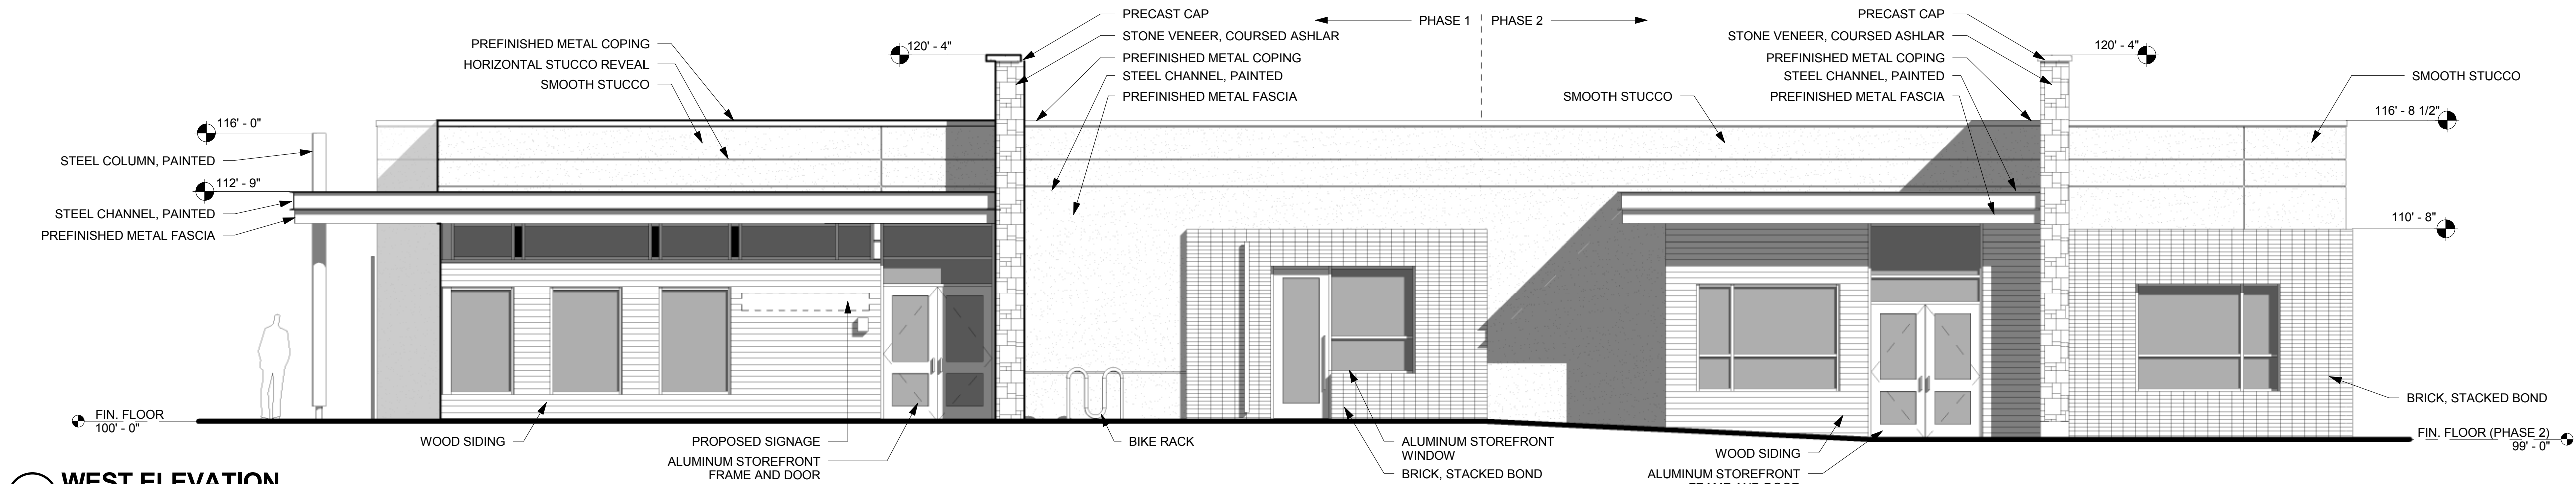 PREFINISHED METAL COPING
HORIZONTAL STUCCO REVEAL
SMOOTH STUCCO
116' - 0"
STEEL COLUMN, PAINTED
112' - 9"
STEEL CHANNEL, PAINTED
PREFINISHED METAL FASCIA
FIN. FLOOR
100' - 0"
120' - 4"
PRECAST CAP
STONE VENEER, COURSED ASHLAR
PREFINISHED METAL COPING
STEEL CHANNEL, PAINTED
PREFINISHED METAL FASCIA
PHASE 1
PHASE 2
SMOOTH STUCCO
PRECAST CAP
STONE VENEER, COURSED ASHLAR
PREFINISHED METAL COPING
STEEL CHANNEL, PAINTED
PREFINISHED METAL FASCIA
120' - 4"
SMOOTH STUCCO
116' - 8 1/2"
110' - 8"
BRICK, STACKED BOND
FIN. FLOOR (PHASE 2)
99' - 0"
WOOD SIDING
PROPOSED SIGNAGE
ALUMINUM STOREFRONT
FRAME AND DOOR
BIKE RACK
ALUMINUM STOREFRONT
WINDOW
BRICK, STACKED BOND
WOOD SIDING
ALUMINUM STOREFRONT
FRAME AND DOOR
WEST ELEVATION